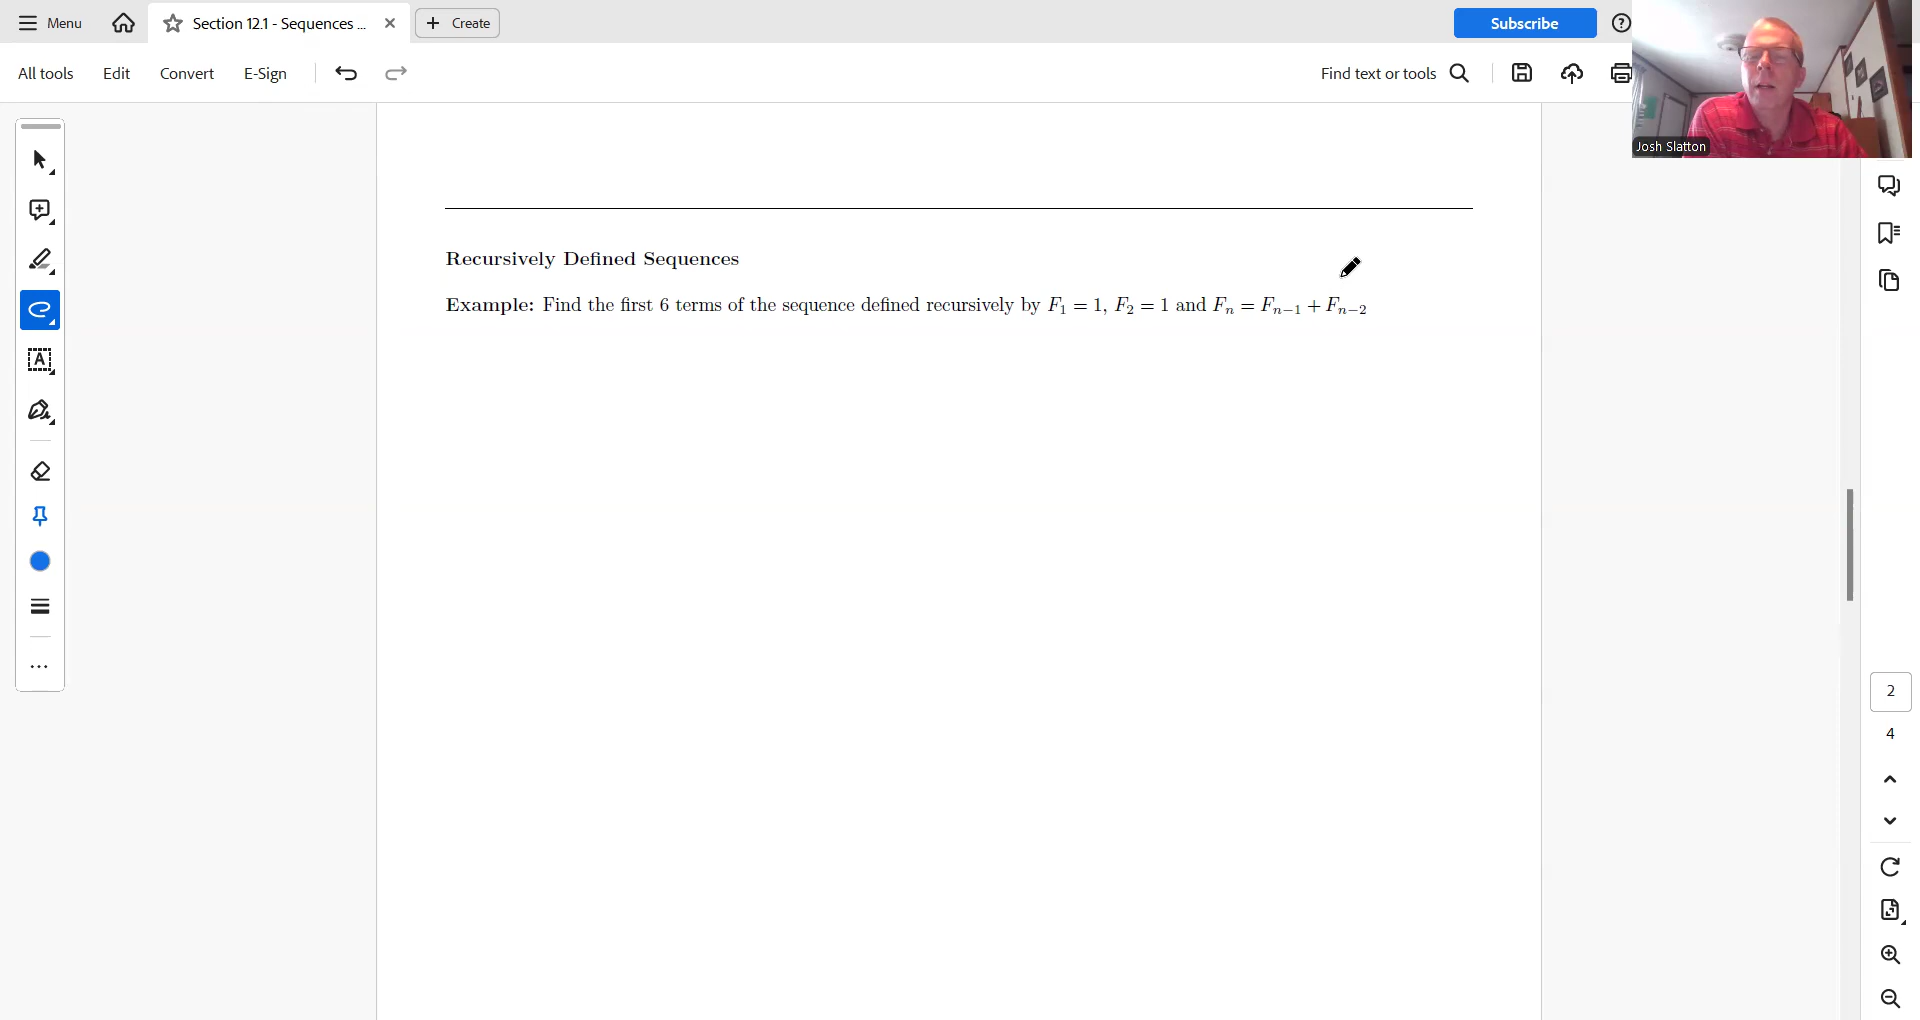 Menu
Section 12.1 - Sequences ...
Create
Subscribe
All tools
Edit
Convert
E-Sign
Find text or tools
Josh Slatton
Recursively Defined Sequences
Example: Find the first 6 terms of the sequence defined recursively by F₁ = 1, F₂ = 1 and Fₙ = Fₙ₋₁ + Fₙ₋₂
2
4